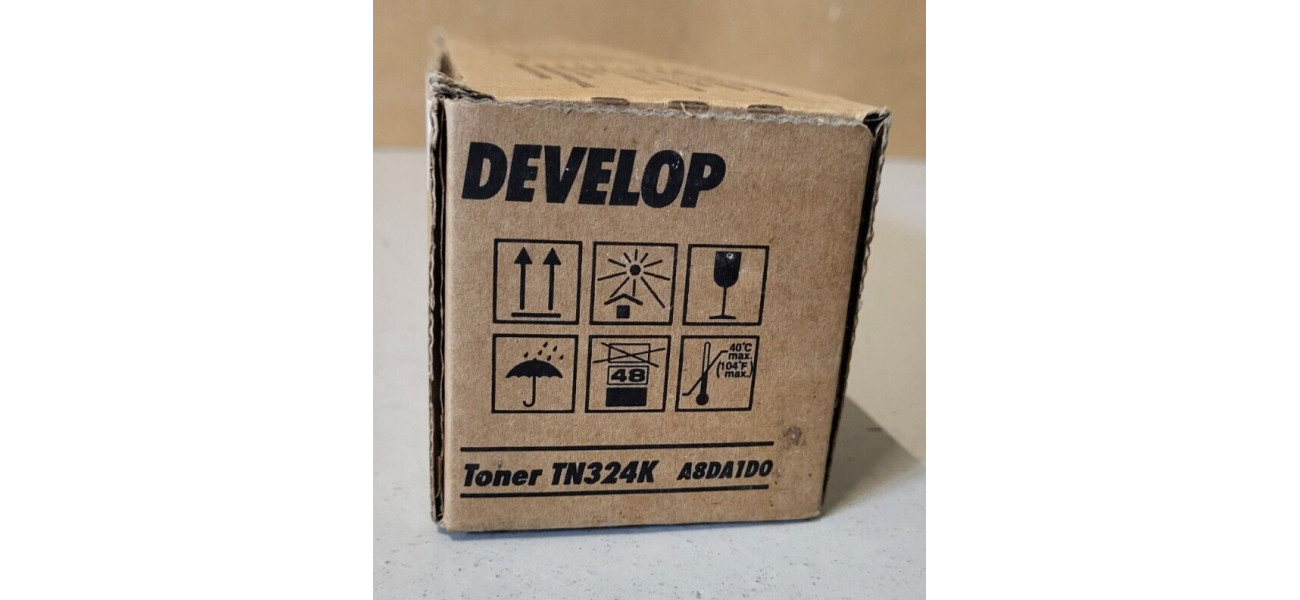 DEVELOP
48
40°C
max.
(104°F
max.)
Toner TN324K A8DA1D0